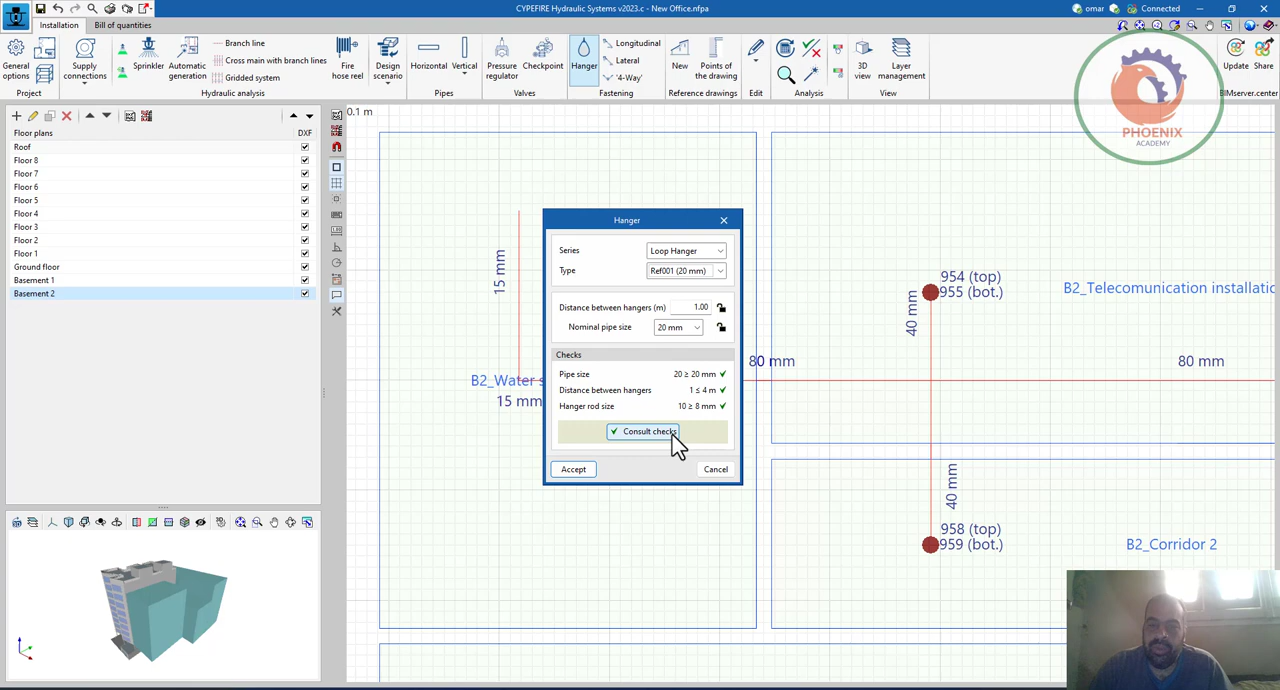 CYPEFIRE Hydraulic Systems v2023.c - New Office.nfpa
omar
Connected
Installation
Bill of quantities
General options
Supply connections
Sprinkler
Automatic generation
Branch line
Cross main with branch lines
Gridded system
Fire hose reel
Design scenario
Horizontal
Vertical
Pressure regulator
Checkpoint
Hanger
Longitudinal
Lateral
'4-Way'
New
Points of the drawing
3D view
Layer management
Update
Share
Project
Hydraulic analysis
Pipes
Valves
Fastening
Reference drawings
Edit
Analysis
View
BIMserver.center
PHOENIX
ACADEMY
0.1 m
Floor plans
DXF
Roof
Floor 8
Floor 7
Floor 6
Floor 5
Floor 4
Floor 3
Floor 2
Floor 1
Ground floor
Basement 1
Basement 2
15 mm
B2_Water s
15 mm
Hanger
Series
Loop Hanger
Type
Ref001 (20 mm)
Distance between hangers (m)
1.00
Nominal pipe size
20 mm
Checks
Pipe size
20 ≥ 20 mm
Distance between hangers
1 ≤ 4 m
Hanger rod size
10 ≥ 8 mm
Consult checks
Accept
Cancel
80 mm
954 (top)
955 (bot.)
40 mm
B2_Telecomunication installatio
80 mm
40 mm
958 (top)
959 (bot.)
B2_Corridor 2